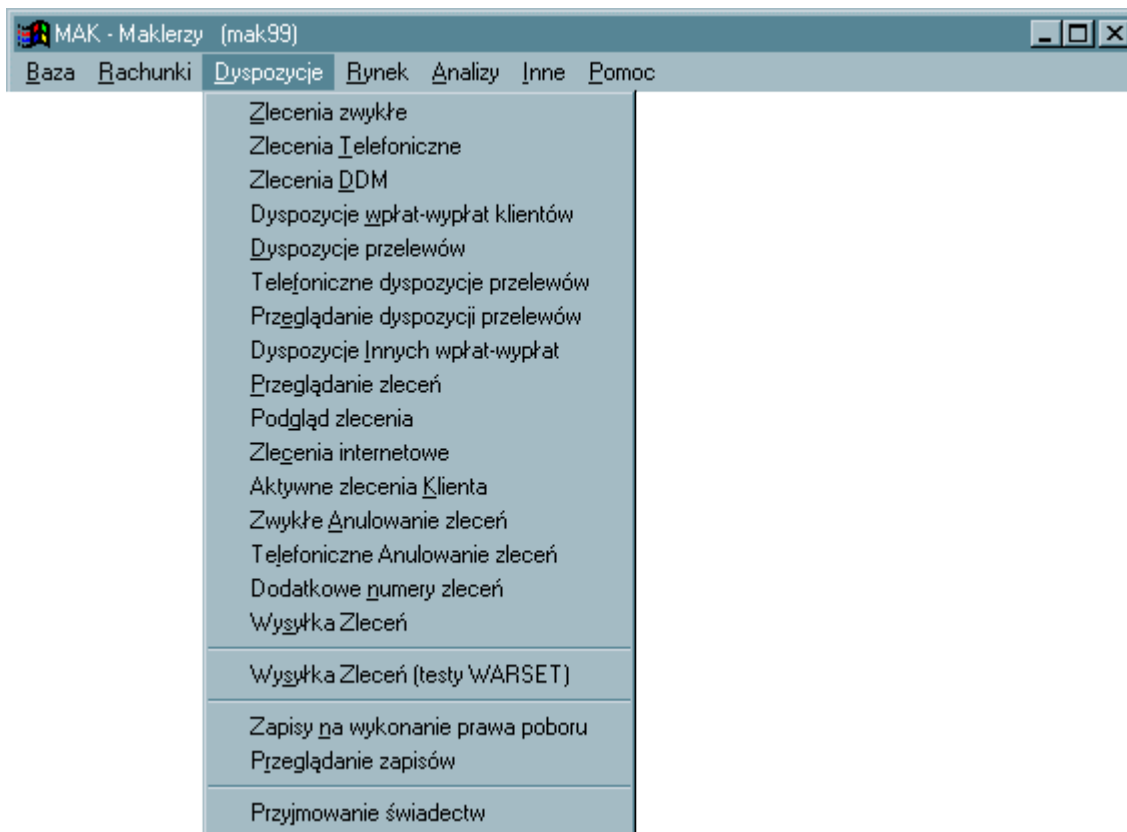 MAK - Maklerzy (mak99)
Baza Rachunki Dyspozycje Rynek Analizy Inne Pomoc
Zlecenia zwykłe
Zlecenia Telefoniczne
Zlecenia DDM
Dyspozycje wpłat-wypłat klientów
Dyspozycje przelewów
Telefoniczne dyspozycje przelewów
Przeglądanie dyspozycji przelewów
Dyspozycje Innych wpłat-wypłat
Przeglądanie zleceń
Podgląd zlecenia
Zlecenia internetowe
Aktywne zlecenia Klienta
Zwykłe Anulowanie zleceń
Telefoniczne Anulowanie zleceń
Dodatkowe numery zleceń
Wysyłka Zleceń
Wysyłka Zleceń (testy WARSET)
Zapisy na wykonanie prawa poboru
Przeglądanie zapisów
Przyjmowanie świadectw